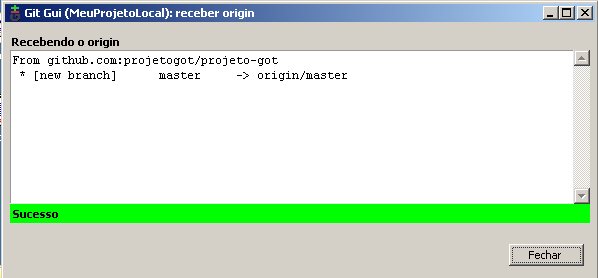 Git Gui (MeuProjetoLocal): receber origin
Recebendo o origin
From github.com:projetogot/projeto-got
* [new branch]      master     -> origin/master
Sucesso
Fechar